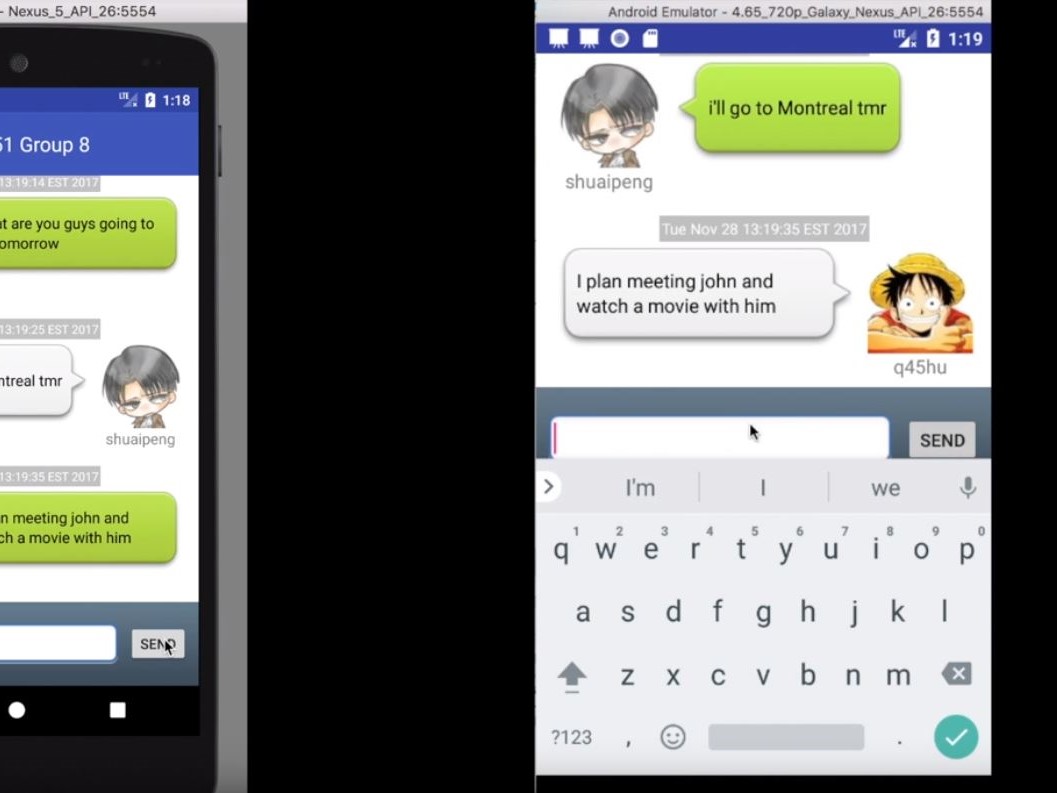 - Nexus_5_API_26:5554
LTE 1:18
51 Group 8
13:19:14 EST 2017
at are you guys going to
omorrow
13:19:25 EST 2017
ntreal tmr
shuaipeng
13:19:35 EST 2017
n meeting john and
ch a movie with him
SEND
Android Emulator - 4.65_720p_Galaxy_Nexus_API_26:5554
LTE 1:19
i'll go to Montreal tmr
shuaipeng
Tue Nov 28 13:19:35 EST 2017
I plan meeting john and
watch a movie with him
q45hu
SEND
I'm I we
1 2 3 4 5 6 7 8 9 0
q w e r t y u i o p
a s d f g h j k l
z x c v b n m
?123 , .